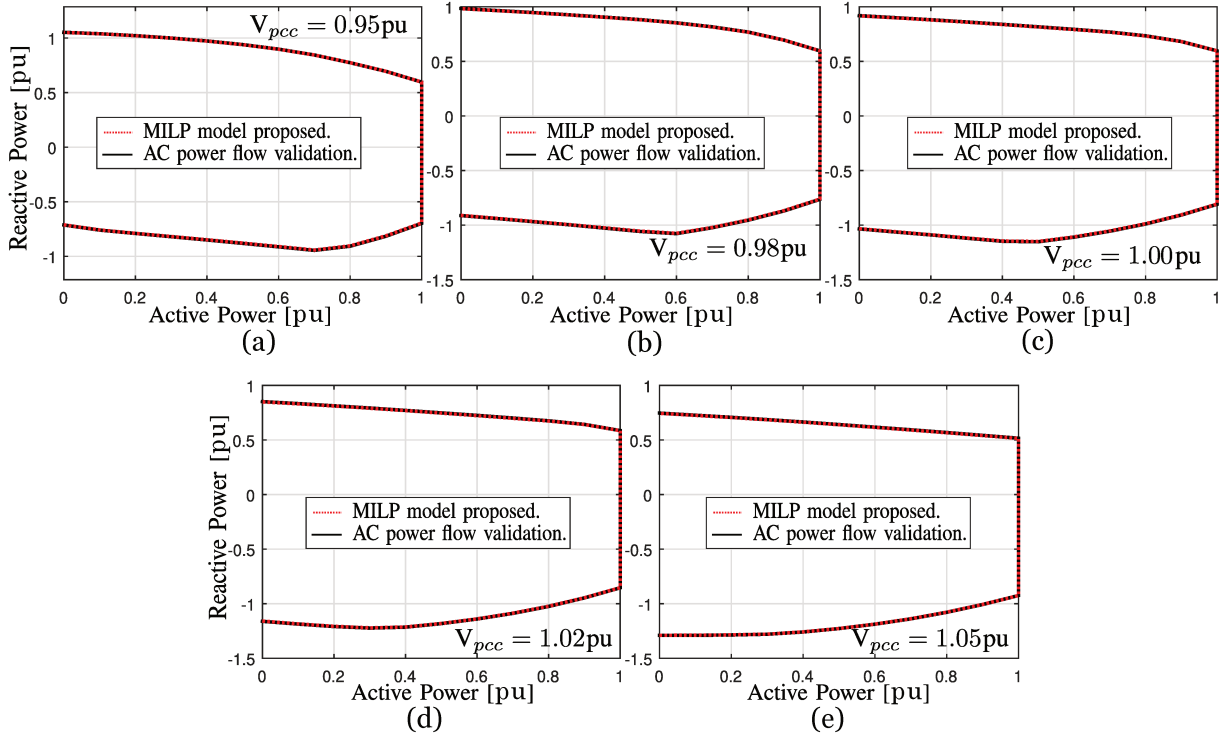 V_pcc = 0.95pu
1
0.5
0
-0.5
-1
Reactive Power [pu]
MILP model proposed.
AC power flow validation.
0 0.2 0.4 0.6 0.8 1
Active Power [pu]
(a)
1
0.5
0
-0.5
-1
-1.5
MILP model proposed.
AC power flow validation.
V_pcc = 0.98pu
0 0.2 0.4 0.6 0.8 1
Active Power [pu]
(b)
1
0.5
0
-0.5
-1
-1.5
MILP model proposed.
AC power flow validation.
V_pcc = 1.00pu
0 0.2 0.4 0.6 0.8 1
Active Power [pu]
(c)
1
0.5
0
-0.5
-1
-1.5
Reactive Power [pu]
MILP model proposed.
AC power flow validation.
V_pcc = 1.02pu
0 0.2 0.4 0.6 0.8 1
Active Power [pu]
(d)
1
0.5
0
-0.5
-1
-1.5
MILP model proposed.
AC power flow validation.
V_pcc = 1.05pu
0 0.2 0.4 0.6 0.8 1
Active Power [pu]
(e)